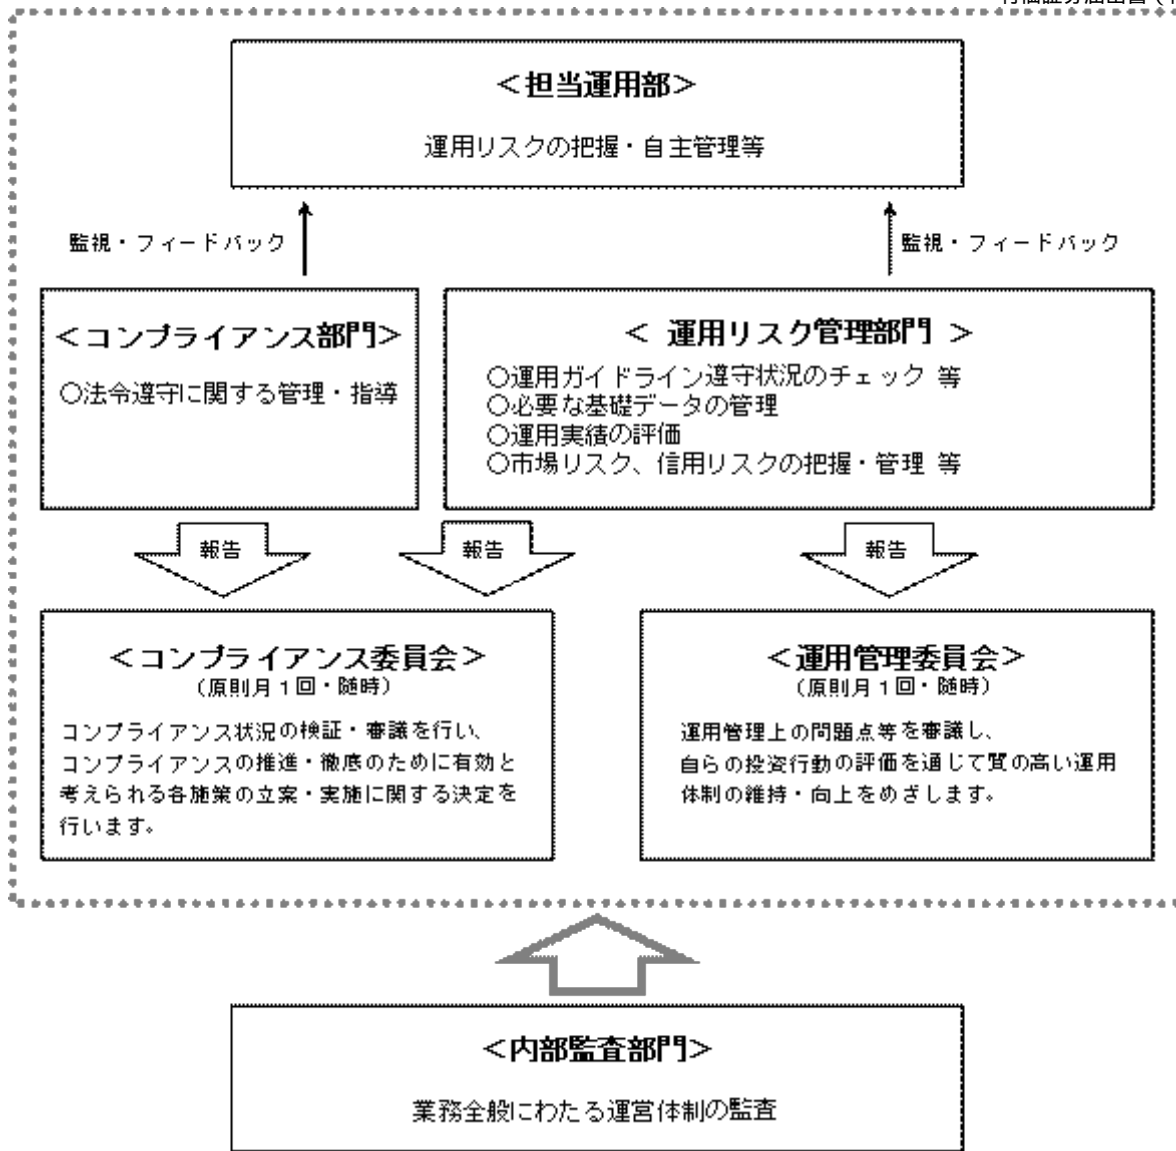 ＜担当運用部＞
運用リスクの把握・自主管理等
監視・フィードバック
監視・フィードバック
＜コンプライアンス部門＞
○法令遵守に関する管理・指導
＜ 運用リスク管理部門 ＞
○運用ガイドライン遵守状況のチェック 等
○必要な基礎データの管理
○運用実績の評価
○市場リスク、信用リスクの把握・管理 等
報告
報告
報告
＜コンプライアンス委員会＞
（原則月１回・随時）
コンプライアンス状況の検証・審議を行い、
コンプライアンスの推進・徹底のために有効と
考えられる各施策の立案・実施に関する決定を
行います。
＜運用管理委員会＞
（原則月１回・随時）
運用管理上の問題点等を審議し、
自らの投資行動の評価を通じて質の高い運用
体制の維持・向上をめざします。
＜内部監査部門＞
業務全般にわたる運営体制の監査